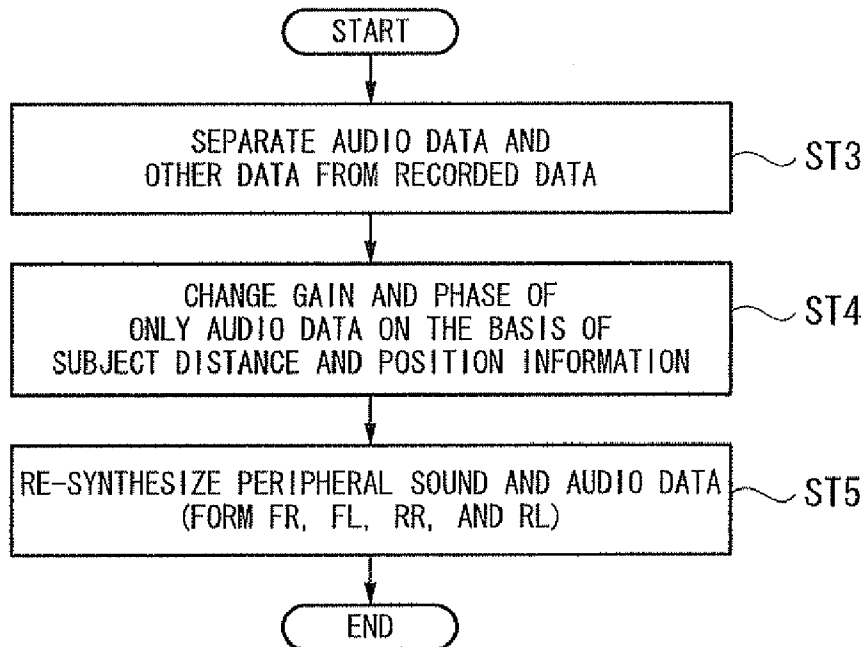 START
SEPARATE AUDIO DATA AND
OTHER DATA FROM RECORDED DATA
ST3
CHANGE GAIN AND PHASE OF
ONLY AUDIO DATA ON THE BASIS OF
SUBJECT DISTANCE AND POSITION INFORMATION
ST4
RE-SYNTHESIZE PERIPHERAL SOUND AND AUDIO DATA
(FORM FR, FL, RR, AND RL)
ST5
END